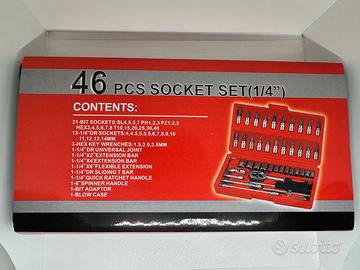 46 PCS SOCKET SET(1/4")
CONTENTS:
21-BIT SOCKETS:SL4,5.5,7 PH1,2,3 PZ1,2,3
HEX3,4,5,6,7,8 T10,15,20,25,30,40
13-1/4"DR SOCKETS:4,4.5,5,5.5,6,7,8,9,10
11,12,13,14MM
3-HEX KEY WRENCHES:1.5,2.0,2.5MM
1-1/4"DR UNIVERSAL JOINT
1-1/4"X2"EXTENSION BAR
1-1/4"X4"EXTENSION BAR
1-1/4"X6"FLEXIBLE EXTENSION
1-1/4"DR SLIDING T BAR
1-1/4"QUICK RATCHET HANDLE
1-1/4"SPINNER HANDLE
1-BIT ADAPTOR
1-BLOW CASE
subito